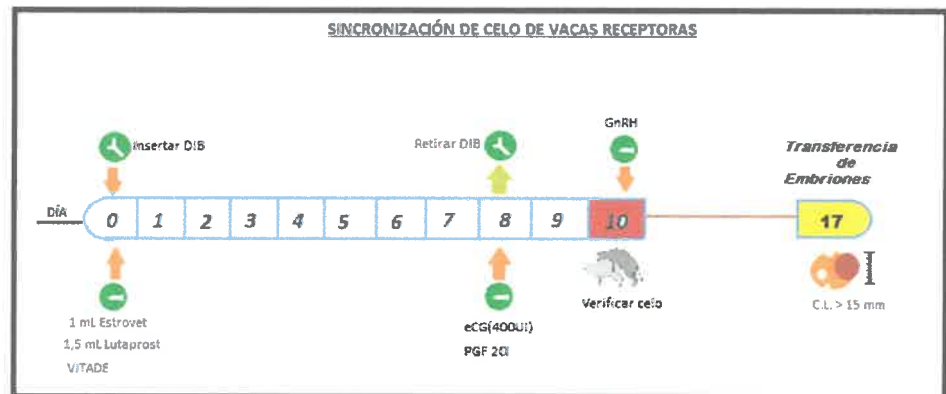 SINCRONIZACIÓN DE CELO DE VACAS RECEPTORAS
Insertar DIB
Retirar DIB
GnRH
Transferencia
de
Embriones
DÍA
0 1 2 3 4 5 6 7 8 9 10 17
1 mL Estrovet
1,5 mL Lutaprost
VITADE
eCG(400UI)
Verificar celo
C.L. > 15 mm